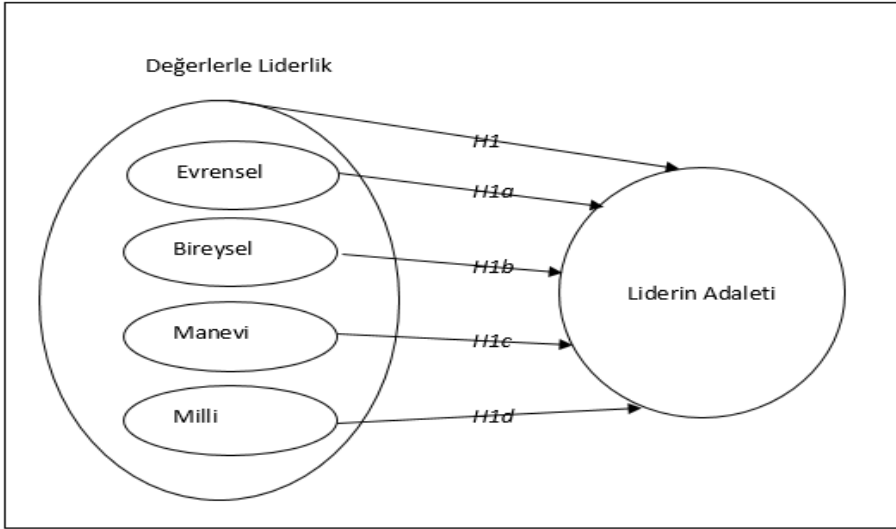 Değerlerle Liderlik
H1
Evrensel
H1a
Bireysel
H1b
Liderin Adaleti
Manevi
H1c
Milli
H1d